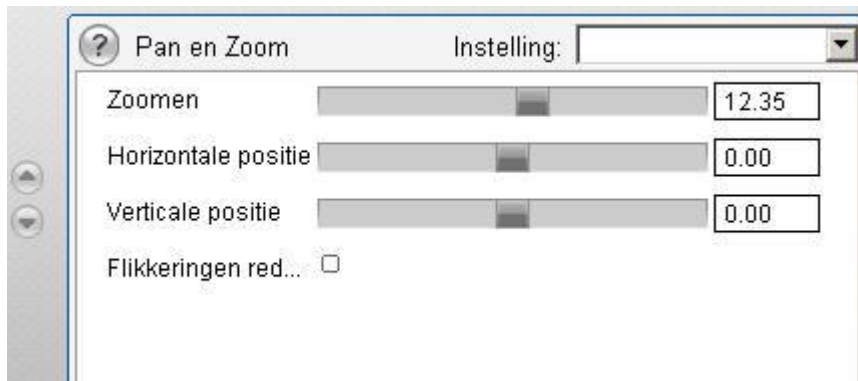 ? Pan en Zoom Instelling:
Zoomen 12.35
Horizontale positie 0.00
Verticale positie 0.00
Flikkeringen red...